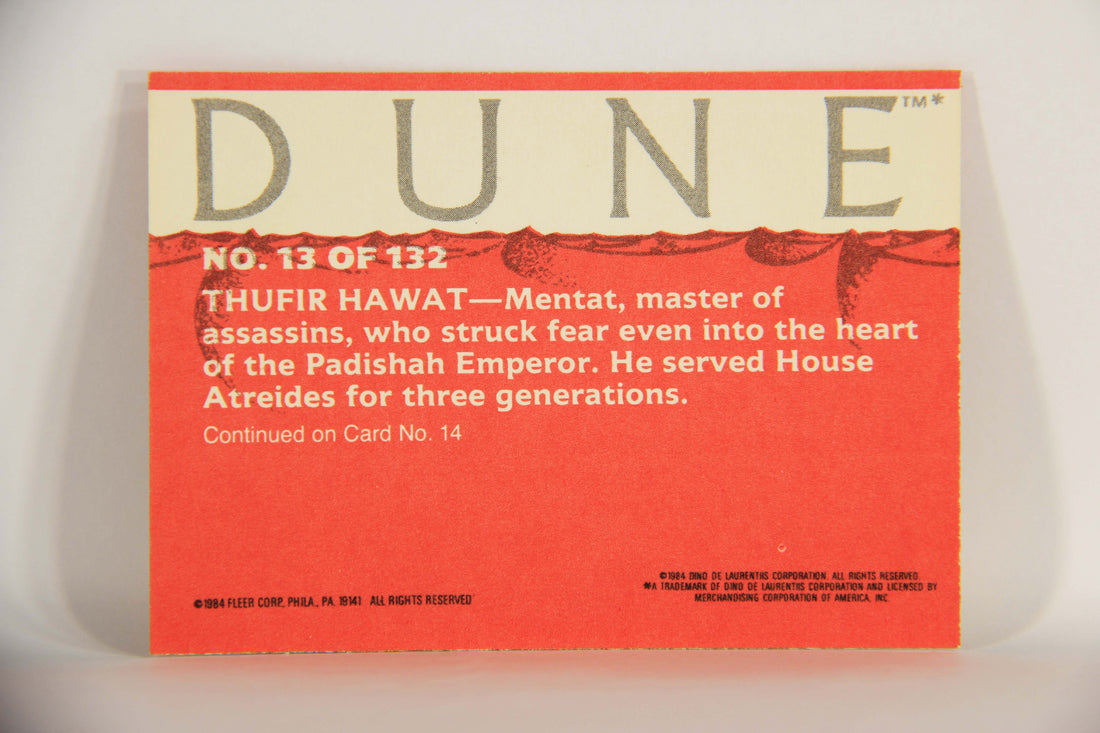 DUNE™*
NO. 13 OF 132
THUFIR HAWAT—Mentat, master of
assassins, who struck fear even into the heart
of the Padishah Emperor. He served House
Atreides for three generations.
Continued on Card No. 14
©1984 FLEER CORP. PHILA., PA. 19141 ALL RIGHTS RESERVED
©1984 DINO DE LAURENTIIS CORPORATION. ALL RIGHTS RESERVED.
*A TRADEMARK OF DINO DE LAURENTIIS CORPORATION AND LICENSED BY
MERCHANDISING CORPORATION OF AMERICA, INC.